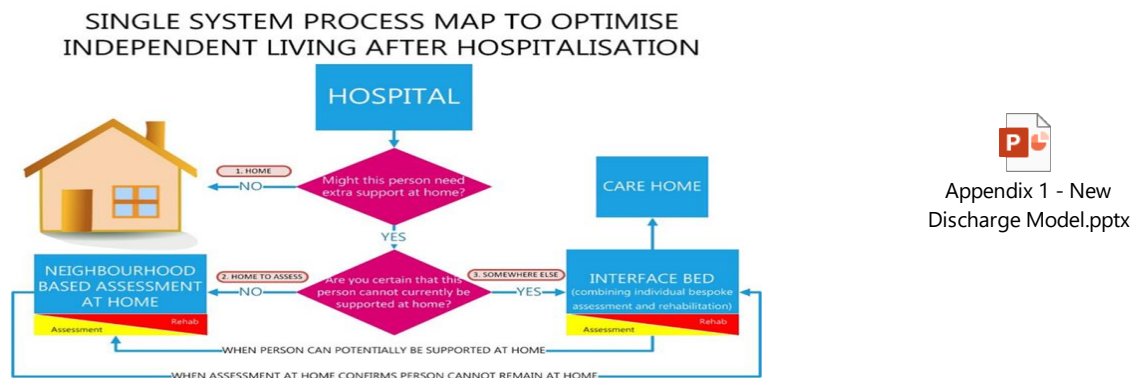 SINGLE SYSTEM PROCESS MAP TO OPTIMISE
INDEPENDENT LIVING AFTER HOSPITALISATION
HOSPITAL
1. HOME
NO
Might this person need
extra support at home?
YES
CARE HOME
NEIGHBOURHOOD
BASED ASSESSMENT
AT HOME
Assessment
Rehab
2. HOME TO ASSESS
NO
Are you certain that this
person cannot currently be
supported at home?
3. SOMEWHERE ELSE
YES
INTERFACE BED
(combining individual bespoke
assessment and rehabilitation)
Assessment
Rehab
WHEN PERSON CAN POTENTIALLY BE SUPPORTED AT HOME
WHEN ASSESSMENT AT HOME CONFIRMS PERSON CANNOT REMAIN AT HOME
P
Appendix 1 - New
Discharge Model.pptx